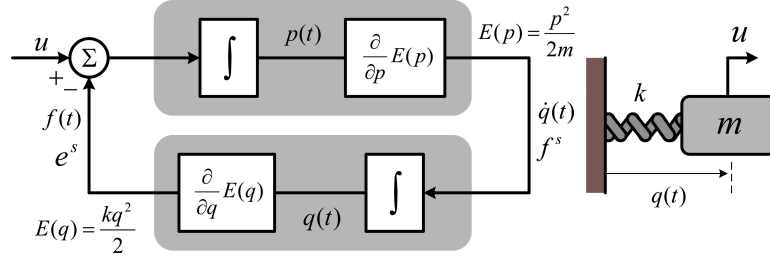 u
Σ
+ −
∫
p(t)
∂/∂p E(p)
E(p) = p²/2m
f(t)
e^s
q̇(t)
f^s
∂/∂q E(q)
q(t)
∫
E(q) = kq²/2
u
k
m
q(t)